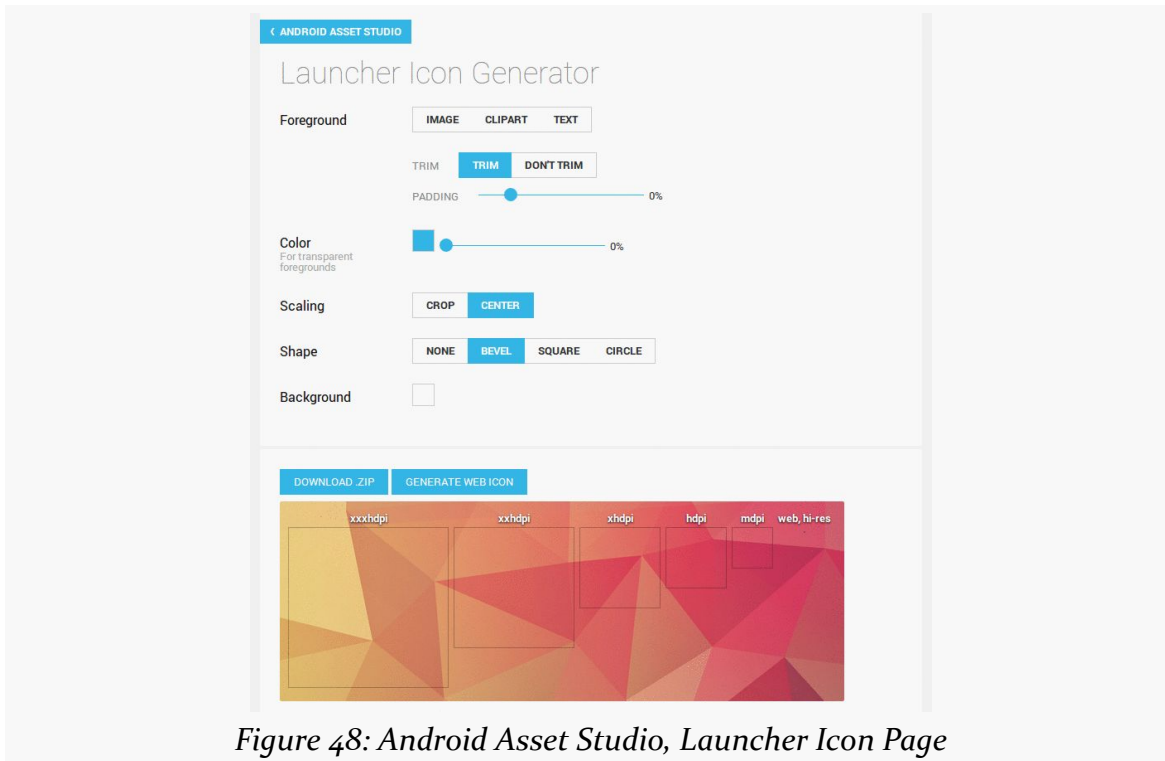 ‹ ANDROID ASSET STUDIO
Launcher Icon Generator
Foreground IMAGE CLIPART TEXT
TRIM TRIM DON'T TRIM
PADDING 0%
Color 0%
For transparent
foregrounds
Scaling CROP CENTER
Shape NONE BEVEL SQUARE CIRCLE
Background
DOWNLOAD .ZIP GENERATE WEB ICON
xxxhdpi xxhdpi xhdpi hdpi mdpi web, hi-res
Figure 48: Android Asset Studio, Launcher Icon Page